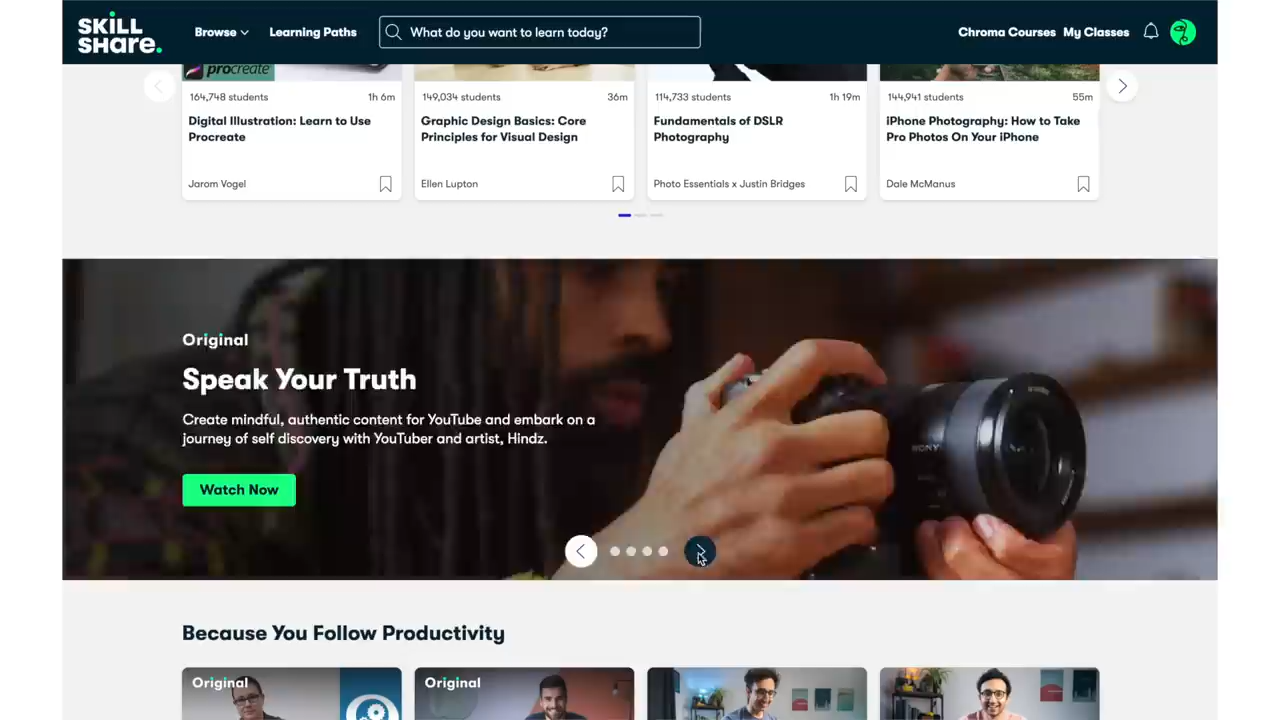 SKILL
SHARE.
Browse
Learning Paths
What do you want to learn today?
Chroma Courses
My Classes
procreate
164,748 students
1h 6m
Digital Illustration: Learn to Use
Procreate
Jarom Vogel
149,034 students
36m
Graphic Design Basics: Core
Principles for Visual Design
Ellen Lupton
114,733 students
1h 19m
Fundamentals of DSLR
Photography
Photo Essentials x Justin Bridges
144,941 students
55m
iPhone Photography: How to Take
Pro Photos On Your iPhone
Dale McManus
Original
Speak Your Truth
Create mindful, authentic content for YouTube and embark on a
journey of self discovery with YouTuber and artist, Hindz.
Watch Now
SONY
Because You Follow Productivity
Original
Original